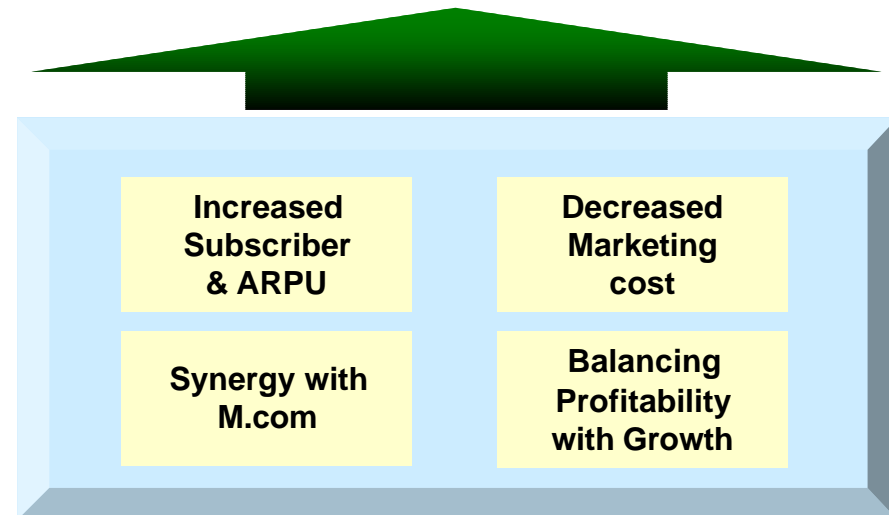 Increased
Subscriber
& ARPU
Decreased
Marketing
cost
Synergy with
M.com
Balancing
Profitability
with Growth